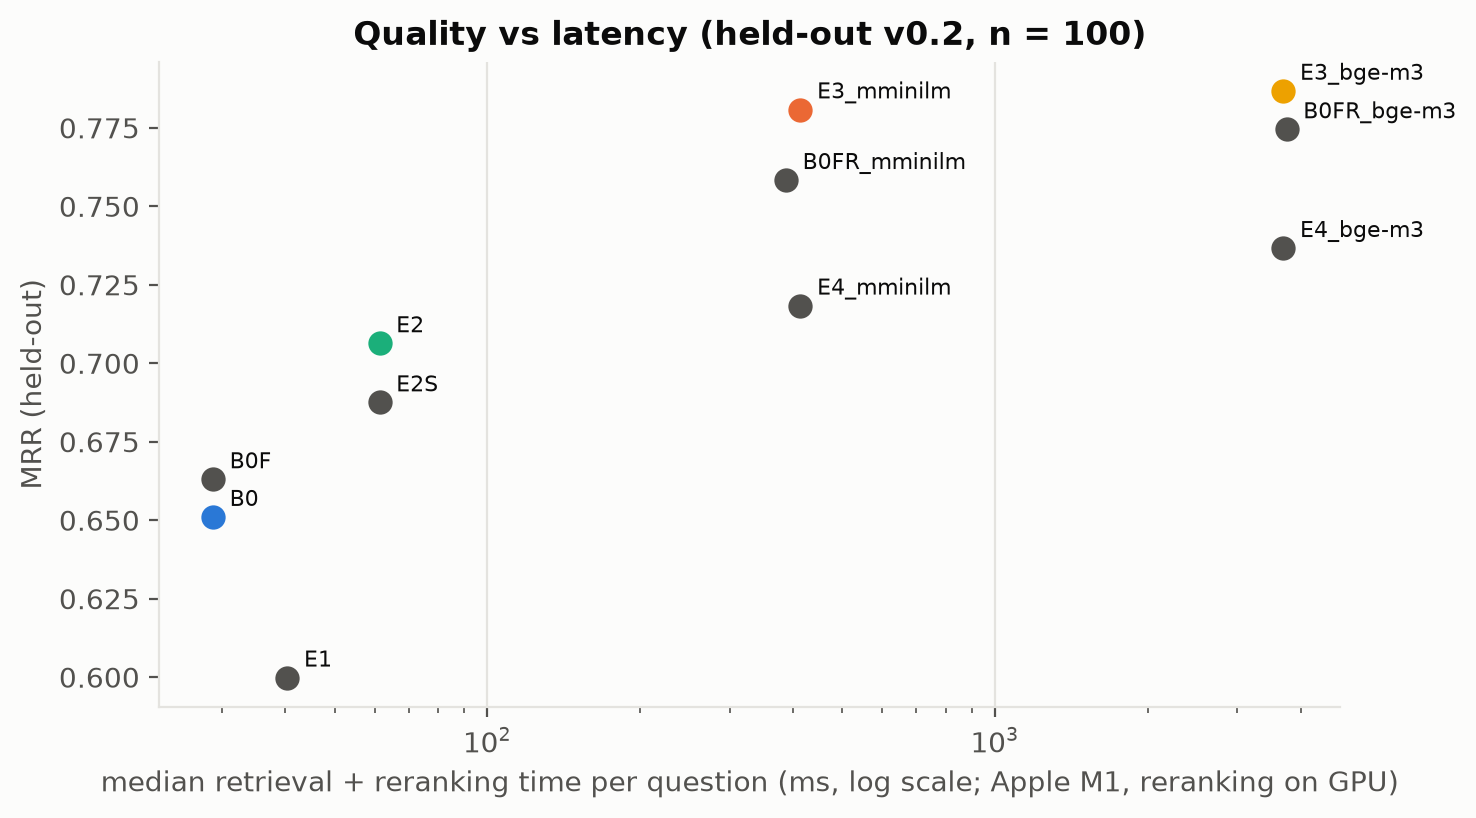 Quality vs latency (held-out v0.2, n = 100)
E3_bge-m3
E3_mminilm
B0FR_bge-m3
0.775
B0FR_mminilm
0.750
E4_bge-m3
0.725
E4_mminilm
E2
0.700
E2S
0.675
B0F
B0
0.650
0.625
E1
0.600
MRR (held-out)
10²
10³
median retrieval + reranking time per question (ms, log scale; Apple M1, reranking on GPU)